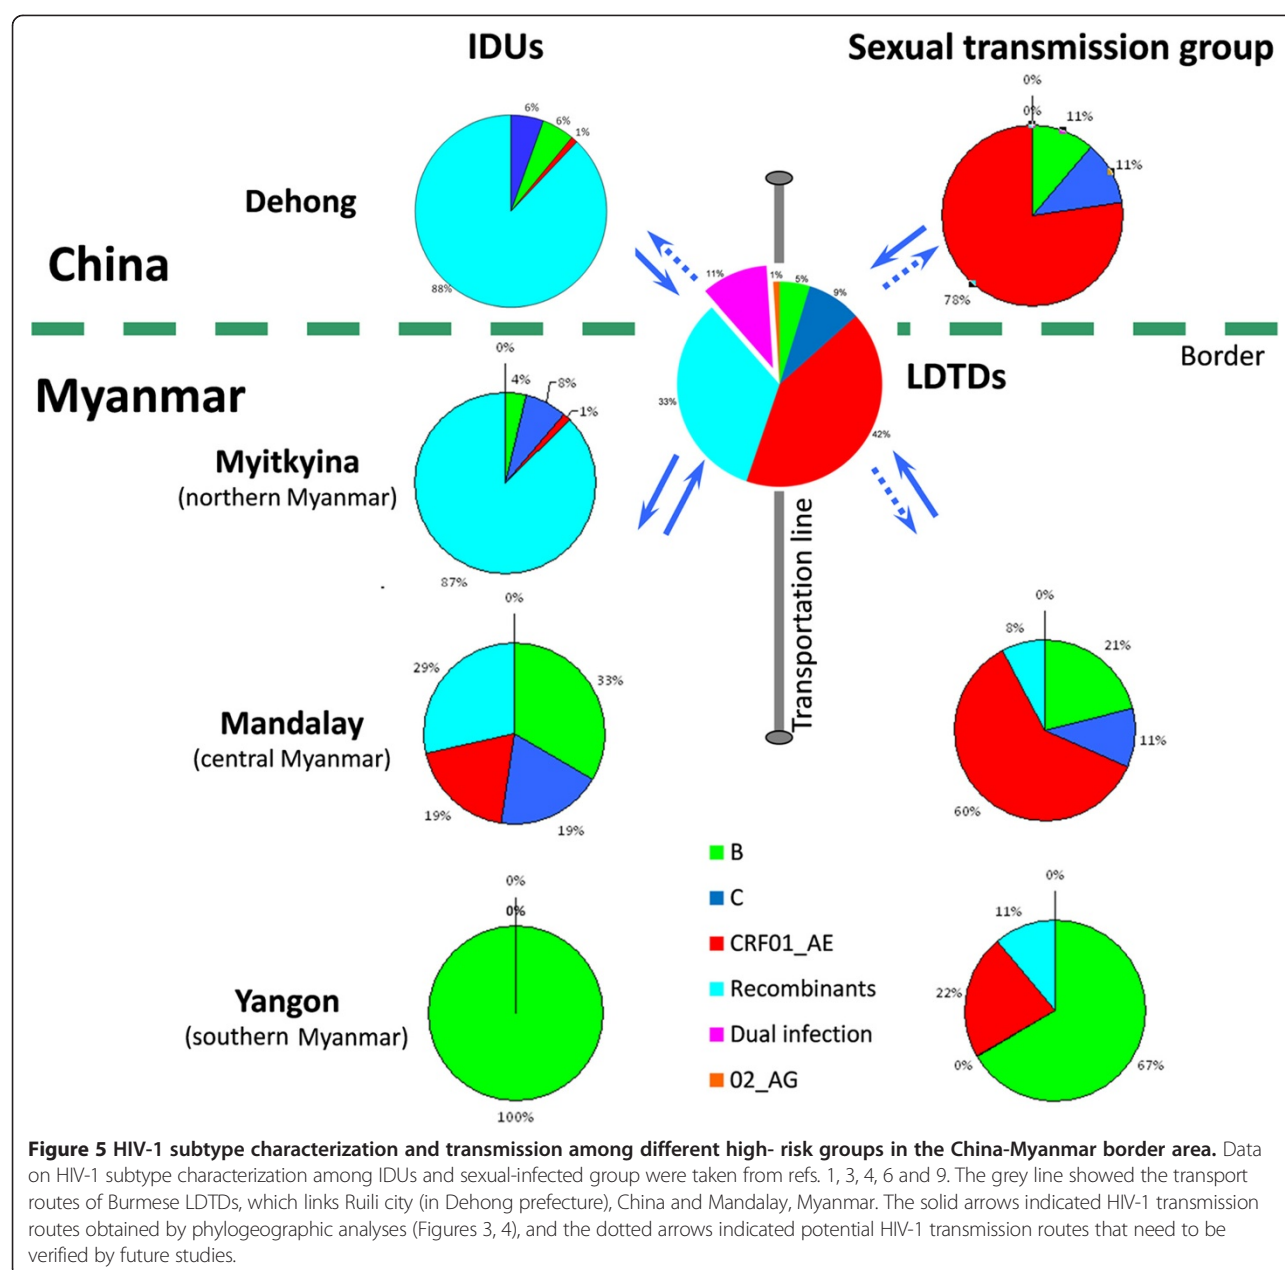 IDUs
Sexual transmission group
0%
0%
11%
11%
78%
6%
6%
1%
88%
Dehong
China
11%
1%
5%
9%
33%
42%
LDTDs
Border
Myanmar
0%
4%
8%
1%
87%
Myitkyina
(northern Myanmar)
Transportation line
0%
29%
33%
19%
19%
Mandalay
(central Myanmar)
0%
8%
21%
11%
60%
B
C
CRF01_AE
Recombinants
Dual infection
02_AG
0%
0%
100%
Yangon
(southern Myanmar)
0%
11%
22%
0%
67%
Figure 5 HIV-1 subtype characterization and transmission among different high- risk groups in the China-Myanmar border area. Data
on HIV-1 subtype characterization among IDUs and sexual-infected group were taken from refs. 1, 3, 4, 6 and 9. The grey line showed the transport
routes of Burmese LDTDs, which links Ruili city (in Dehong prefecture), China and Mandalay, Myanmar. The solid arrows indicated HIV-1 transmission
routes obtained by phylogeographic analyses (Figures 3, 4), and the dotted arrows indicated potential HIV-1 transmission routes that need to be
verified by future studies.